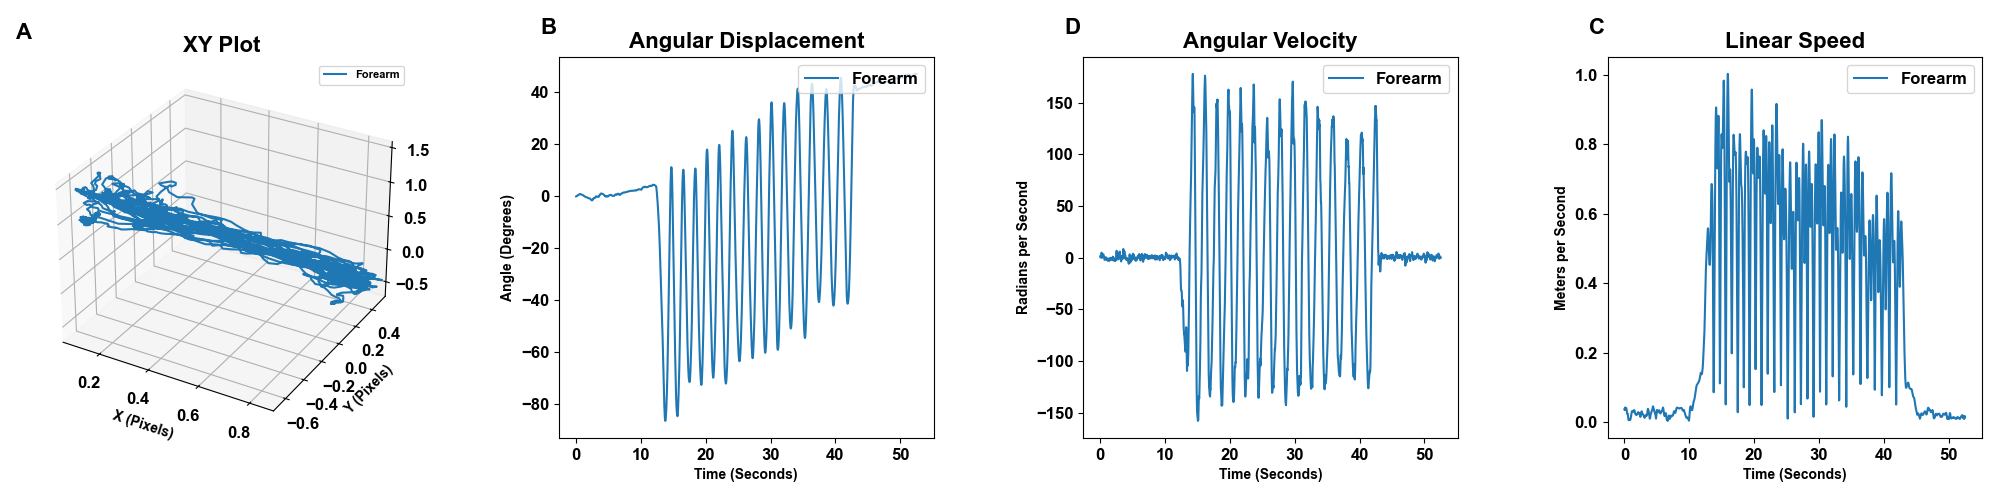 A
XY Plot
Forearm
1.5
1.0
0.5
0.0
−0.5
0.4
0.2
0.0
−0.2
−0.4
−0.6
Y (Pixels)
0.2
0.4
0.6
0.8
X (Pixels)
B
Angular Displacement
Forearm
40
20
0
−20
−40
−60
−80
Angle (Degrees)
0 10 20 30 40 50
Time (Seconds)
D
Angular Velocity
Forearm
150
100
50
0
−50
−100
−150
Radians per Second
0 10 20 30 40 50
Time (Seconds)
C
Linear Speed
Forearm
1.0
0.8
0.6
0.4
0.2
0.0
Meters per Second
0 10 20 30 40 50
Time (Seconds)